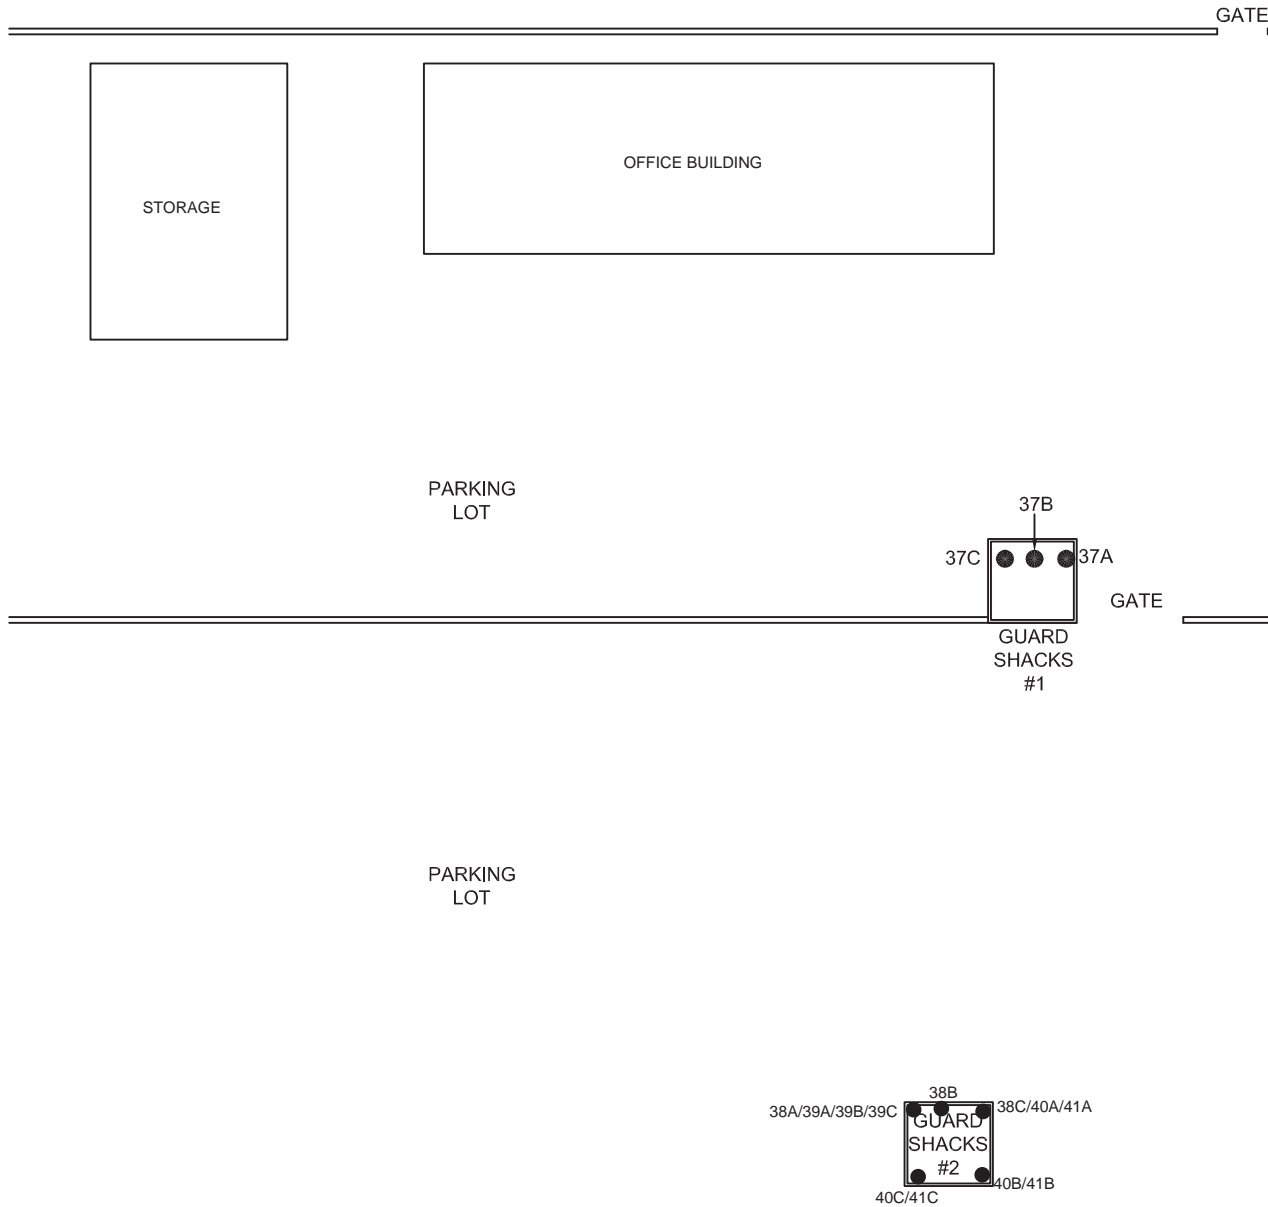 GATE
OFFICE BUILDING
STORAGE
PARKING
LOT
37B
37C
37A
GATE
GUARD
SHACKS
#1
PARKING
LOT
38B
38A/39A/39B/39C
38C/40A/41A
GUARD
SHACKS
#2
40B/41B
40C/41C